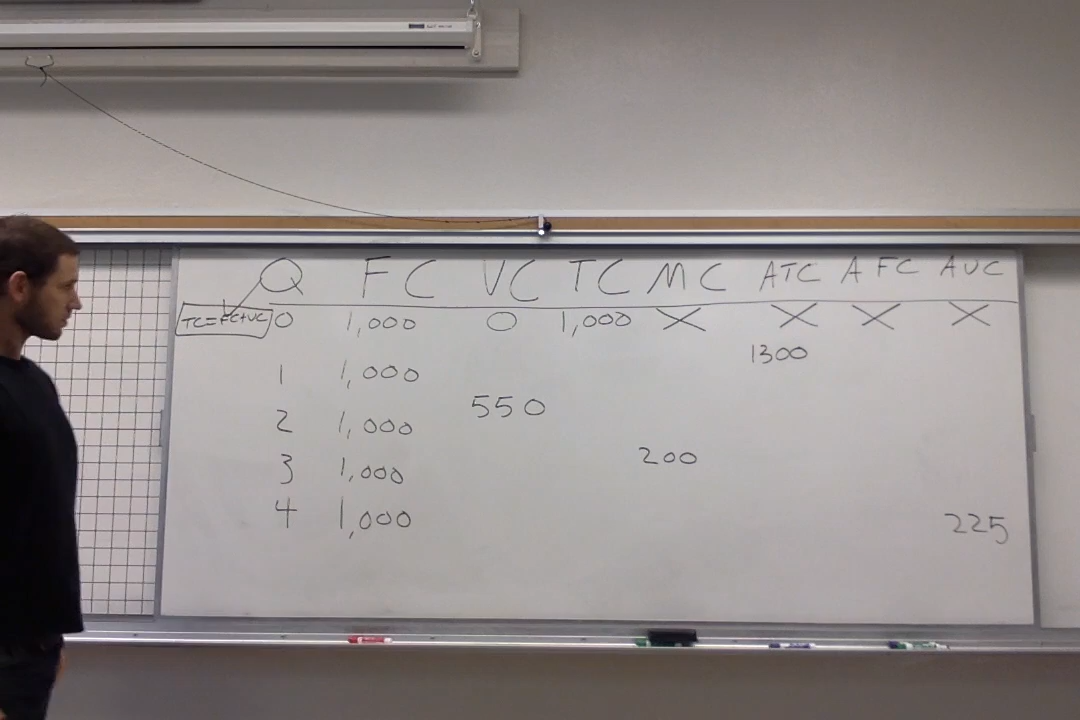 Q FC VC TC MC ATC AFC AVC
TC=FC+VC 0 1,000 0 1,000 X X X X
1 1,000 1300
2 1,000 550
3 1,000 200
4 1,000 225